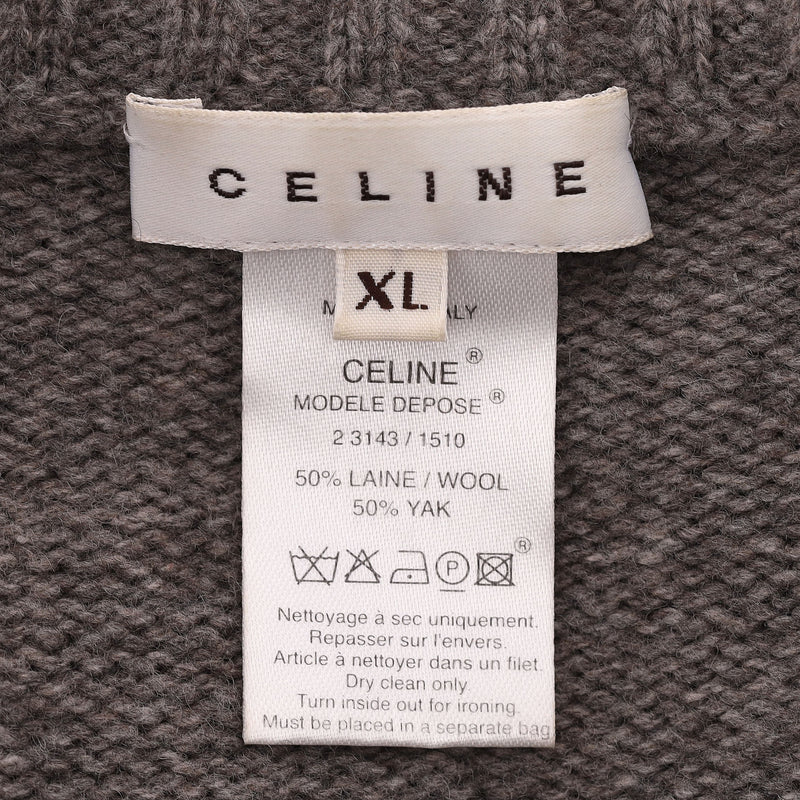 CELINE
XL
CELINE®
MODELE DEPOSE®
2 3143 / 1510
50% LAINE / WOOL
50% YAK
P
®
Nettoyage à sec uniquement.
Repasser sur l'envers.
Article à nettoyer dans un filet.
Dry clean only
Turn inside out for ironing.
Must be placed in a separate bag